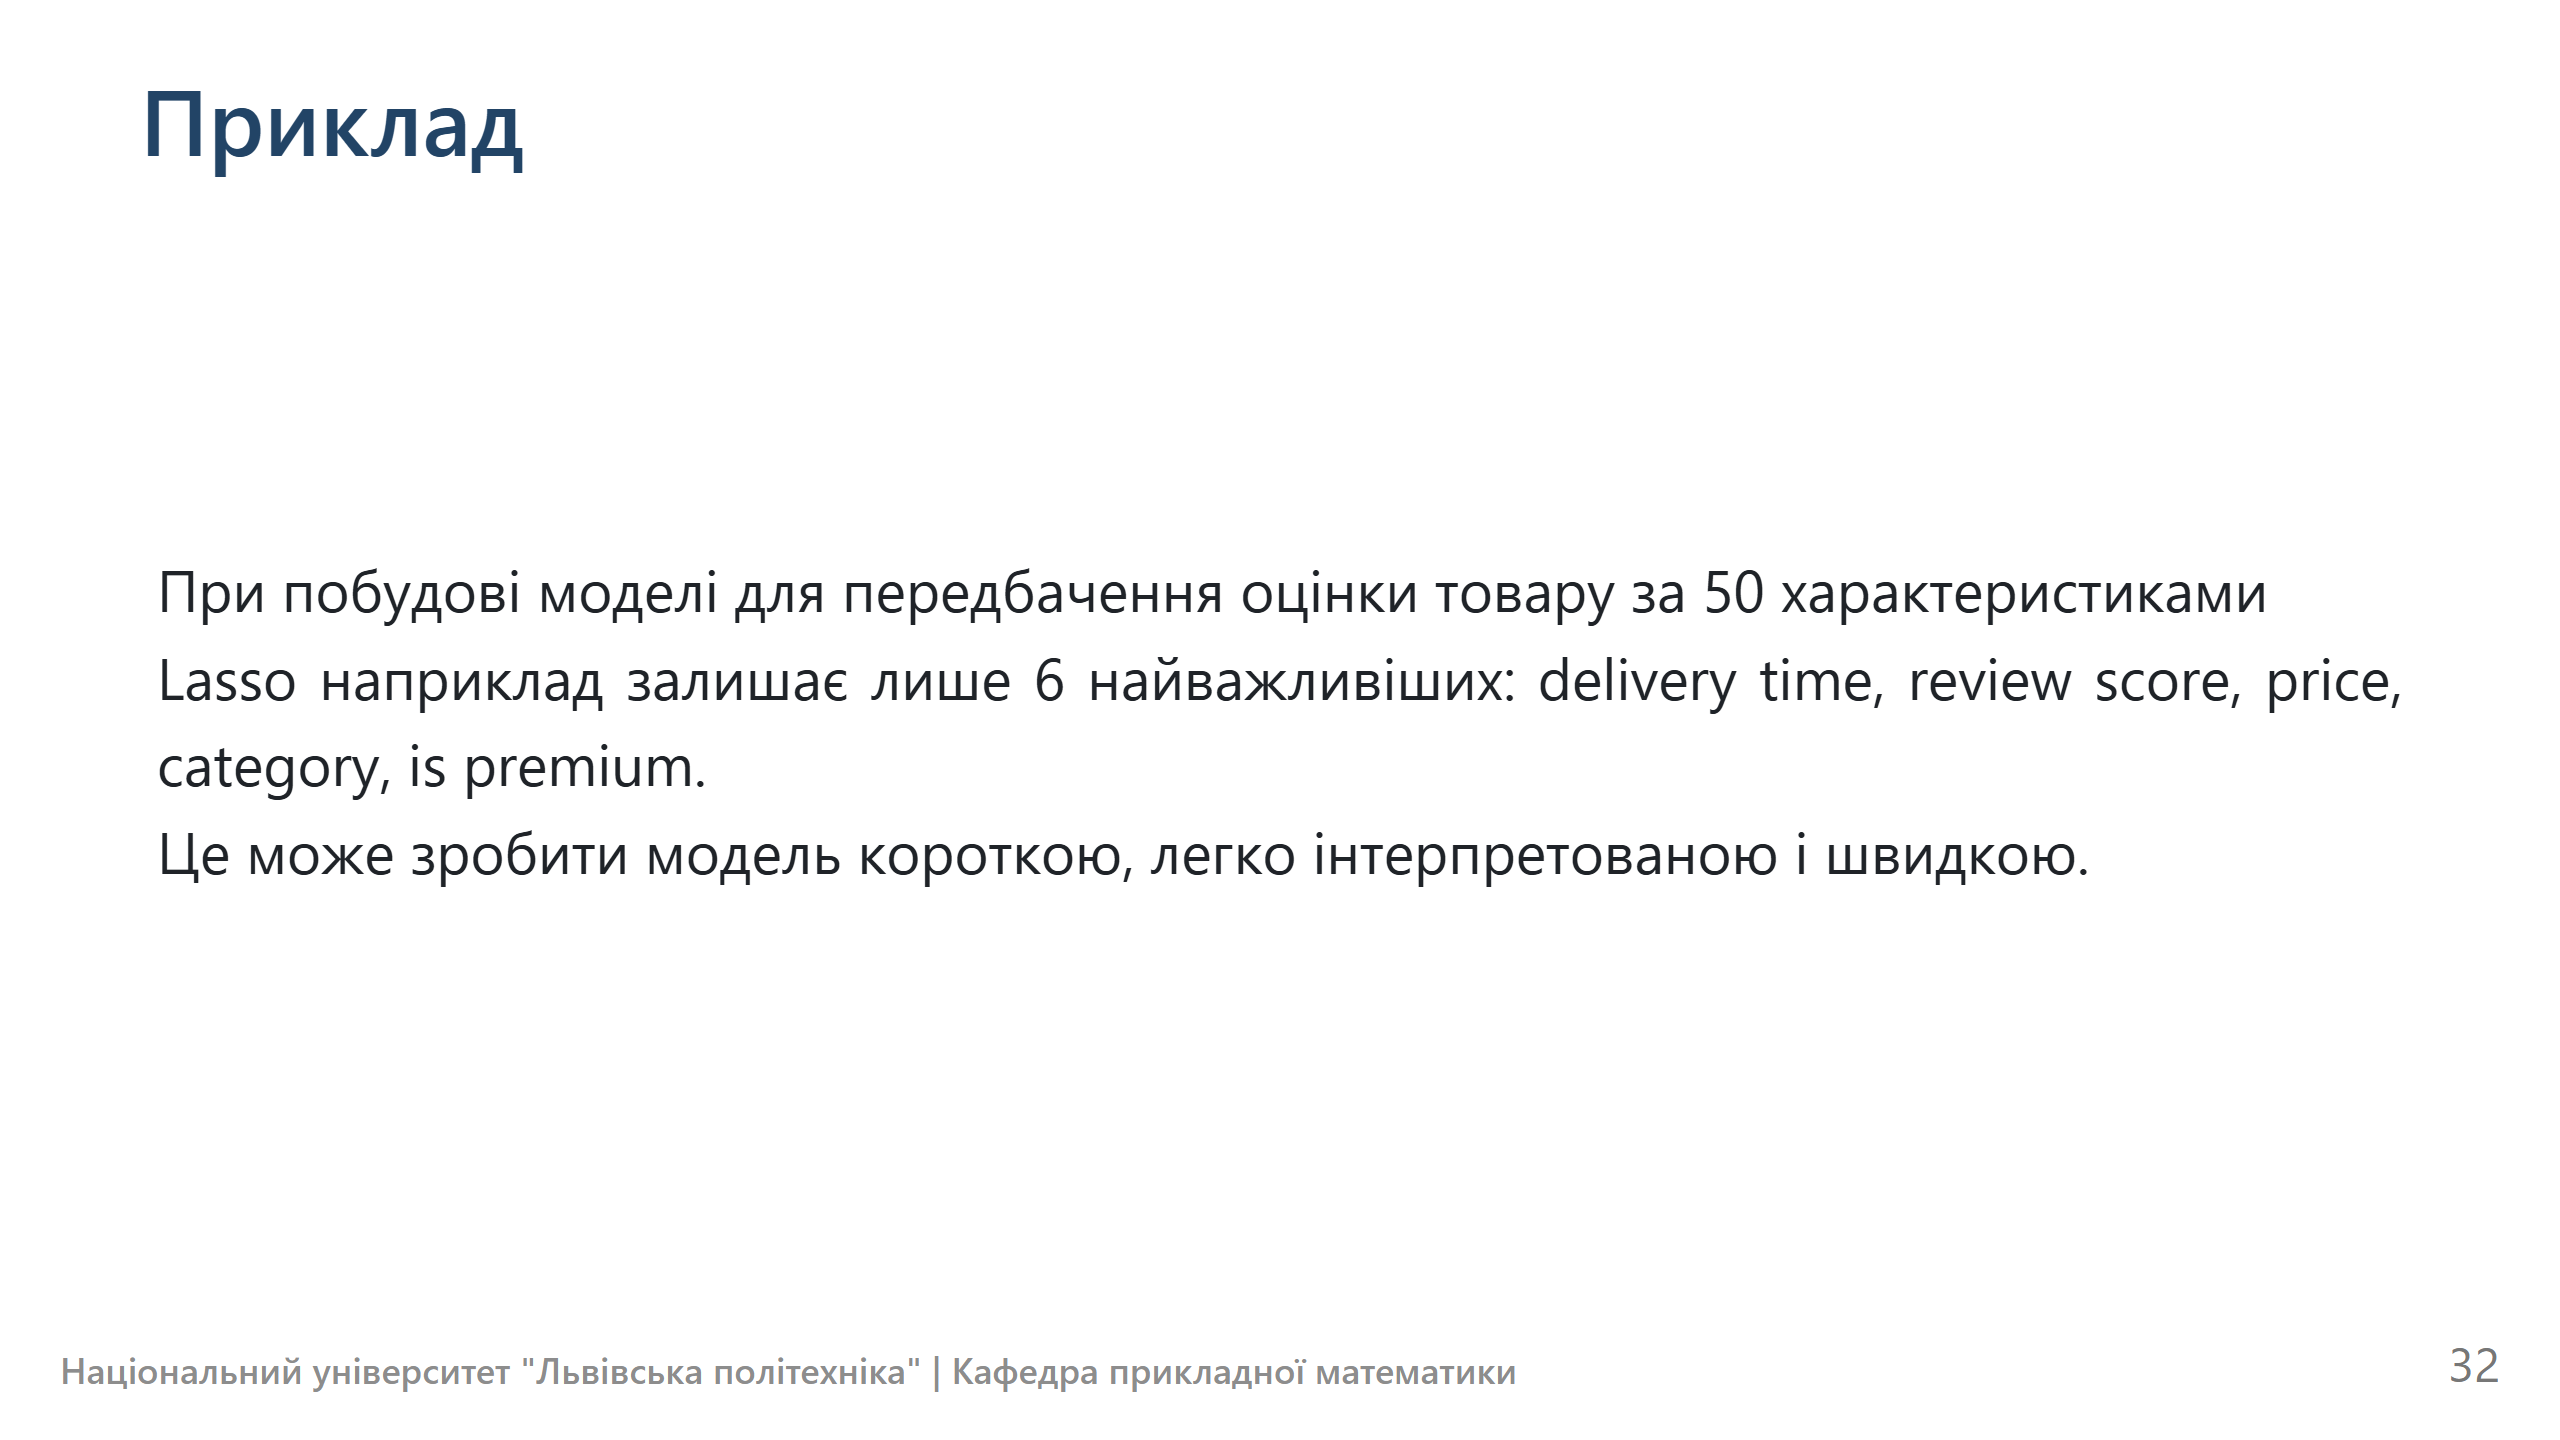 Приклад
При побудові моделі для передбачення оцінки товару за 50 характеристиками
Lasso наприклад залишає лише 6 найважливіших: delivery time, review score, price,
category, is premium.
Це може зробити модель короткою, легко інтерпретованою і швидкою.
Національний університет "Львівська політехніка" | Кафедра прикладної математики
32